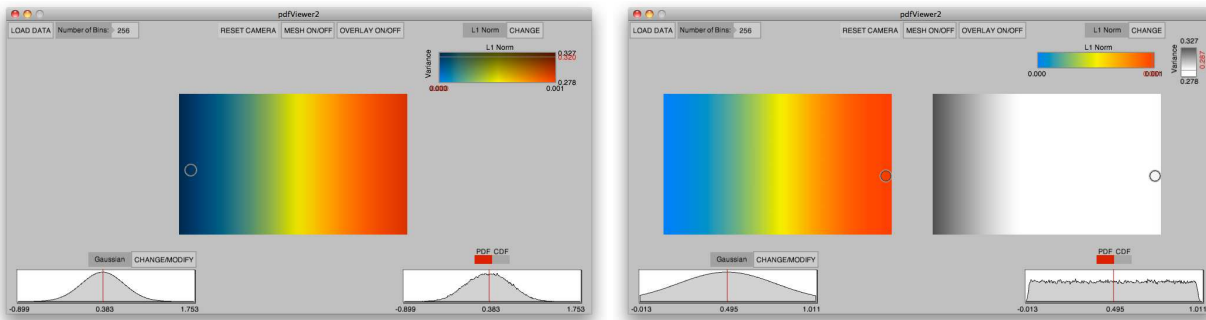 pdfViewer2
LOAD DATA Number of Bins: 256 RESET CAMERA MESH ON/OFF OVERLAY ON/OFF L1 Norm CHANGE
L1 Norm
Variance
0.327
0.320
0.278
0.000 0.001
Gaussian CHANGE/MODIFY
PDF CDF
-0.899 0.383 1.753
-0.899 0.383 1.753
pdfViewer2
LOAD DATA Number of Bins: 256 RESET CAMERA MESH ON/OFF OVERLAY ON/OFF L1 Norm CHANGE
L1 Norm
0.000
Variance
0.327
0.287
0.278
Gaussian CHANGE/MODIFY
PDF CDF
-0.013 0.495 1.011
-0.013 0.495 1.011